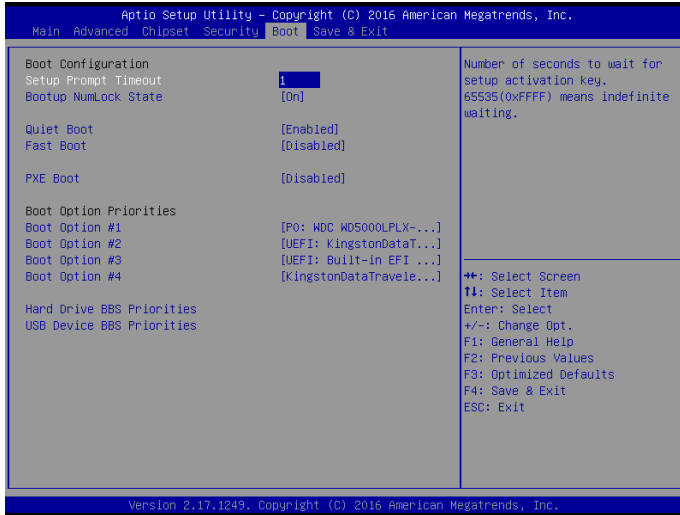 Aptio Setup Utility – Copyright (C) 2016 American Megatrends, Inc.
Main Advanced Chipset Security Boot Save & Exit
Boot Configuration
Setup Prompt Timeout 1
Bootup NumLock State [On]
Quiet Boot [Enabled]
Fast Boot [Disabled]
PXE Boot [Disabled]
Boot Option Priorities
Boot Option #1 [P0: WDC WD5000LPLX-...]
Boot Option #2 [UEFI: KingstonDataT...]
Boot Option #3 [UEFI: Built-in EFI ...]
Boot Option #4 [KingstonDataTravele...]
Hard Drive BBS Priorities
USB Device BBS Priorities
Number of seconds to wait for
setup activation key.
65535(0xFFFF) means indefinite
waiting.
→←: Select Screen
↑↓: Select Item
Enter: Select
+/-: Change Opt.
F1: General Help
F2: Previous Values
F3: Optimized Defaults
F4: Save & Exit
ESC: Exit
Version 2.17.1249. Copyright (C) 2016 American Megatrends, Inc.